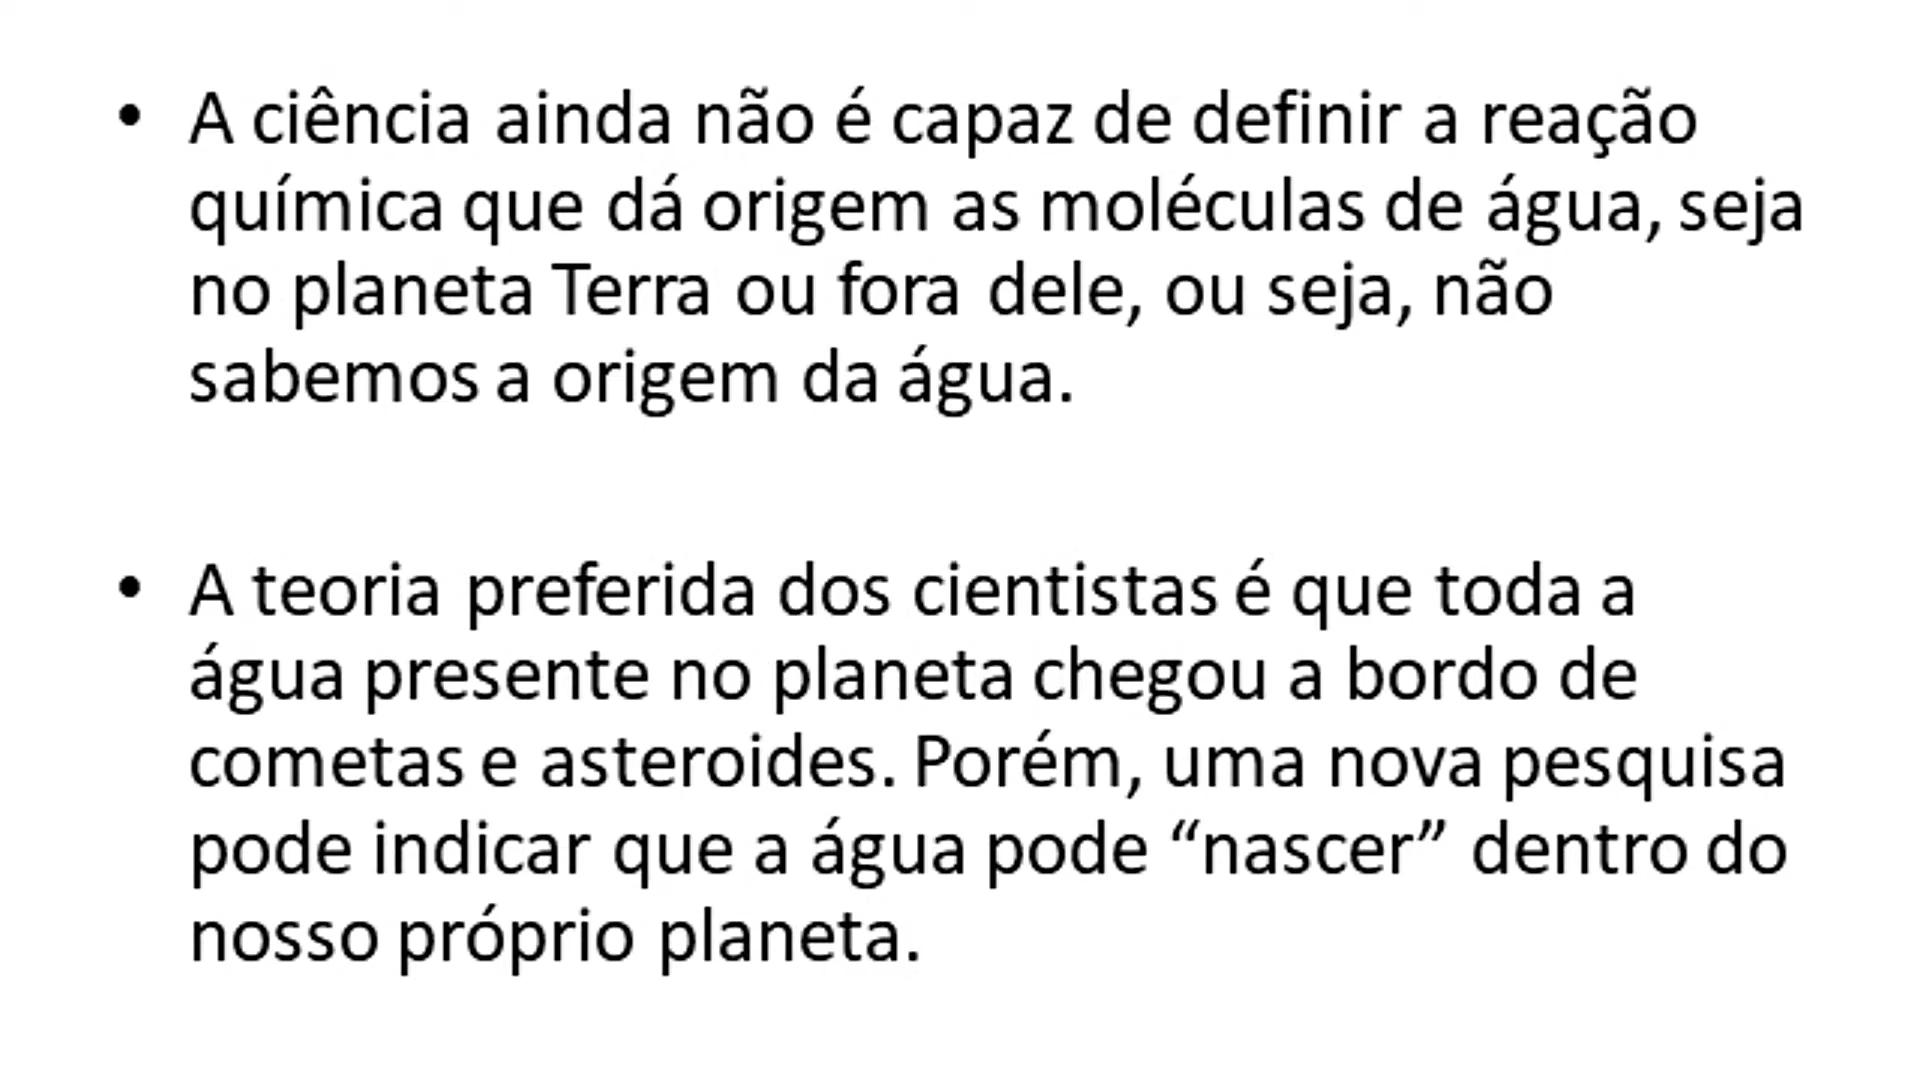 • A ciência ainda não é capaz de definir a reação
química que dá origem as moléculas de água, seja
no planeta Terra ou fora dele, ou seja, não
sabemos a origem da água.
• A teoria preferida dos cientistas é que toda a
água presente no planeta chegou a bordo de
cometas e asteroides. Porém, uma nova pesquisa
pode indicar que a água pode “nascer” dentro do
nosso próprio planeta.